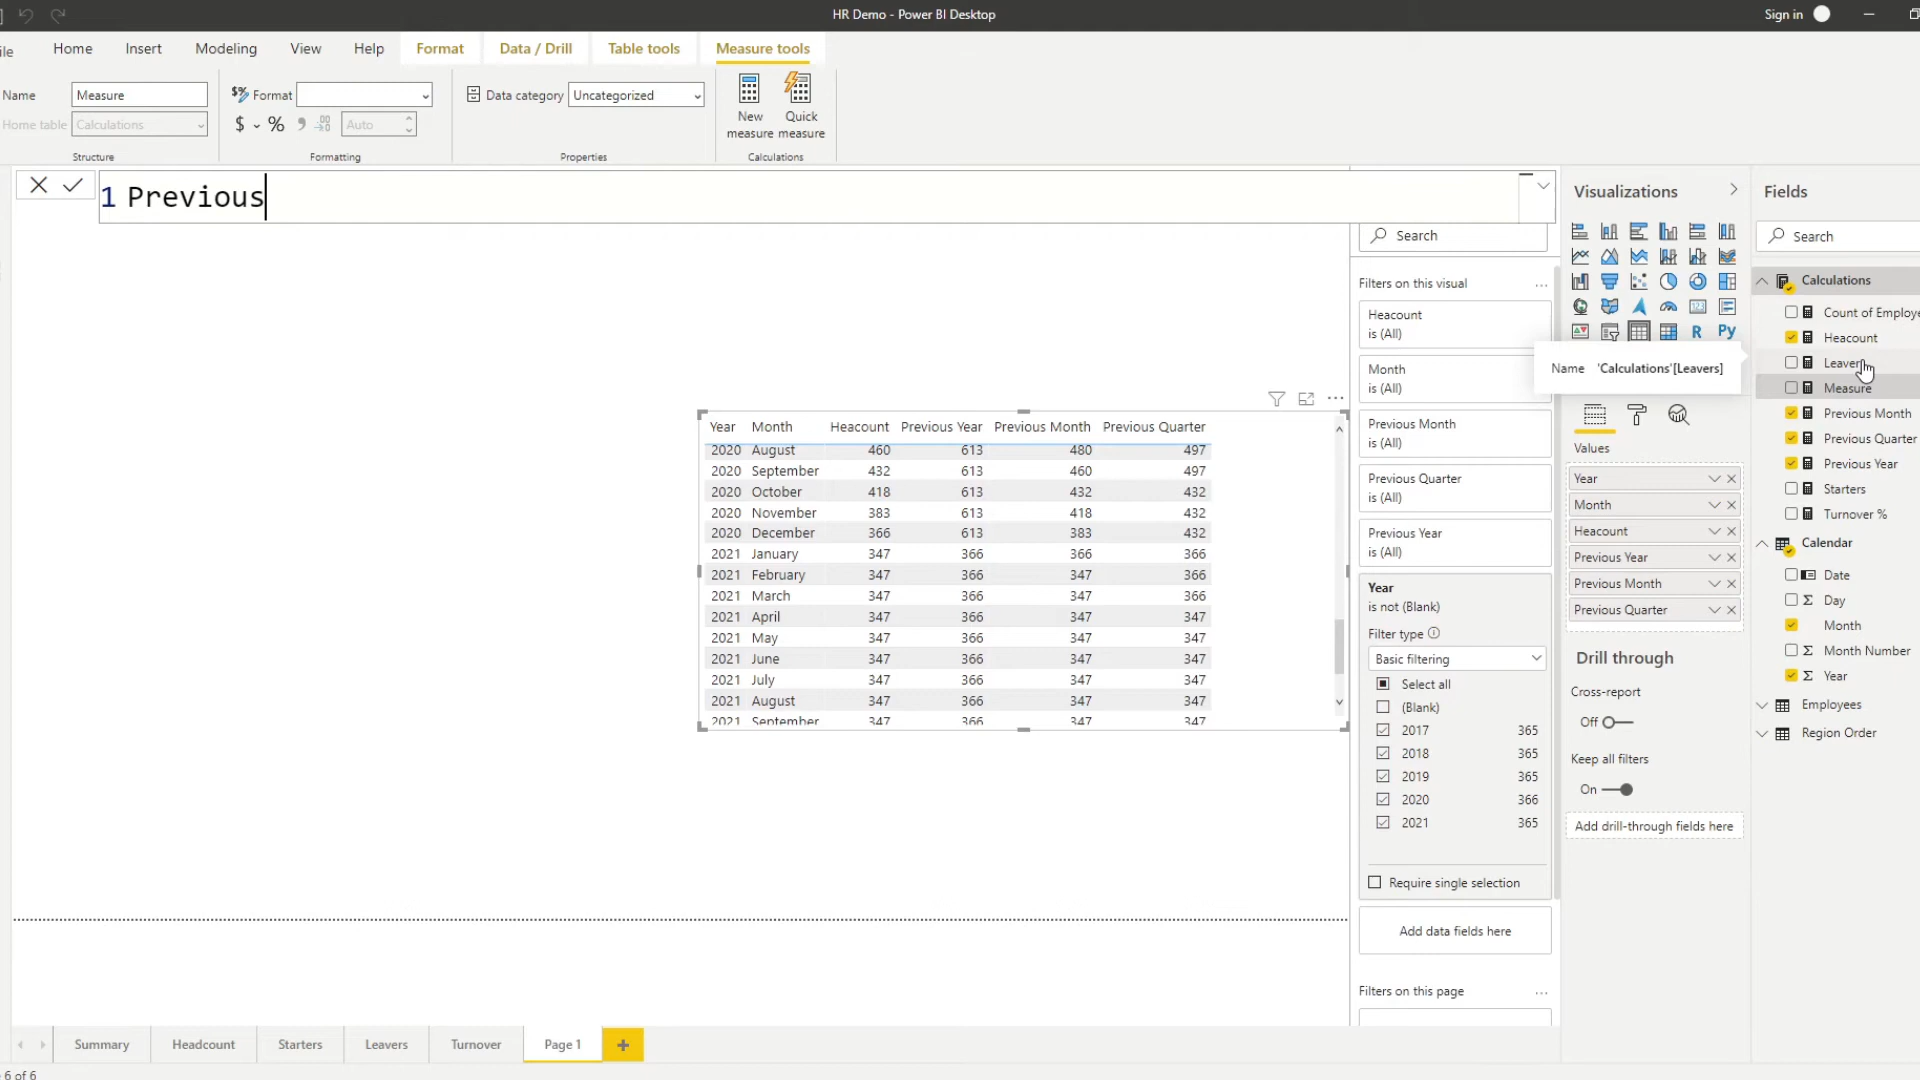 HR Demo - Power BI Desktop
Sign in
Home Insert Modeling View Help Format Data / Drill Table tools Measure tools
Name Measure
Home table Calculations
Structure
Format
$ % Auto
Formatting
Data category Uncategorized
Properties
New measure
Quick measure
Calculations
1 Previous
Search
Filters on this visual
Heacount
is (All)
Month
is (All)
Previous Month
is (All)
Previous Quarter
is (All)
Previous Year
is (All)
Year
is not (Blank)
Filter type
Basic filtering
Select all
(Blank)
2017 365
2018 365
2019 365
2020 366
2021 365
Require single selection
Add data fields here
Filters on this page
Year Month Heacount Previous Year Previous Month Previous Quarter
2020 August 460 613 480 497
2020 September 432 613 460 497
2020 October 418 613 432 432
2020 November 383 613 418 432
2020 December 366 613 383 432
2021 January 347 366 366 366
2021 February 347 366 347 366
2021 March 347 366 347 366
2021 April 347 366 347 347
2021 May 347 366 347 347
2021 June 347 366 347 347
2021 July 347 366 347 347
2021 August 347 366 347 347
2021 September 347 366 347 347
Visualizations
R Py
Name 'Calculations'[Leavers]
Values
Year
Month
Heacount
Previous Year
Previous Month
Previous Quarter
Drill through
Cross-report
Off
Keep all filters
On
Add drill-through fields here
Fields
Search
Calculations
Count of Employe
Heacount
Measure
Previous Month
Previous Quarter
Previous Year
Starters
Turnover %
Calendar
Date
Day
Month
Month Number
Year
Employees
Region Order
Summary Headcount Starters Leavers Turnover Page 1 +
6 of 6